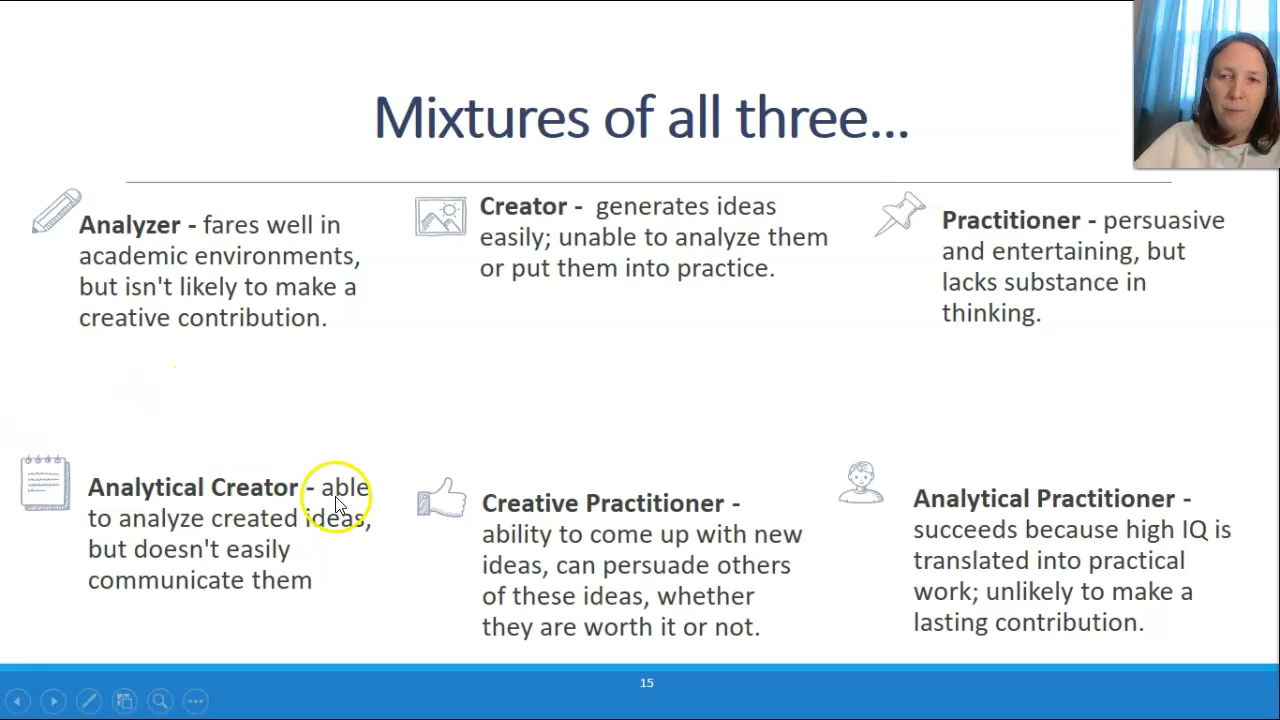 Mixtures of all three...
Analyzer - fares well in
academic environments,
but isn't likely to make a
creative contribution.
Creator -  generates ideas
easily; unable to analyze them
or put them into practice.
Practitioner - persuasive
and entertaining, but
lacks substance in
thinking.
Analytical Creator - able
to analyze created ideas,
but doesn't easily
communicate them
Creative Practitioner -
ability to come up with new
ideas, can persuade others
of these ideas, whether
they are worth it or not.
Analytical Practitioner -
succeeds because high IQ is
translated into practical
work; unlikely to make a
lasting contribution.
15